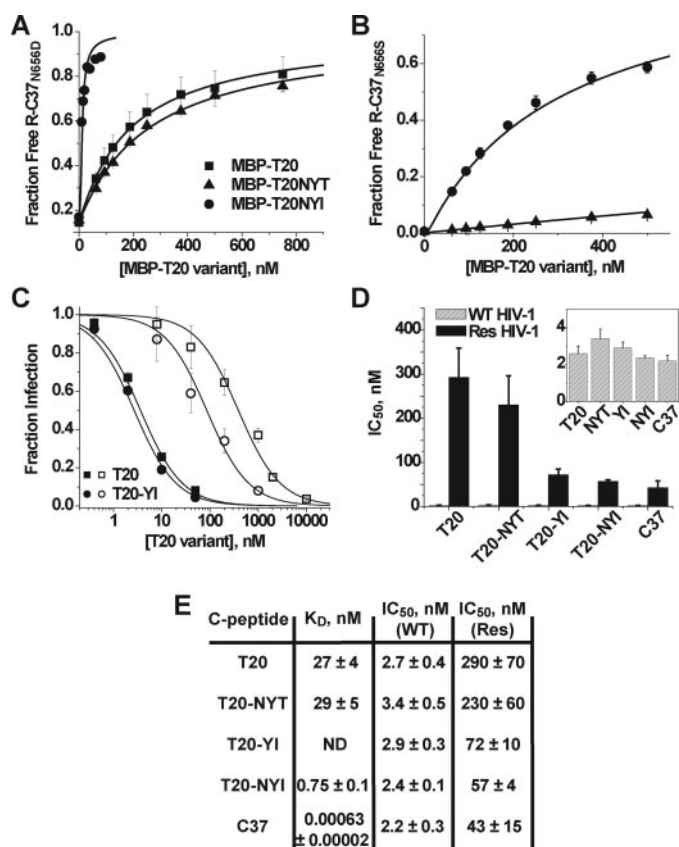 A
Fraction Free R-C37N656D
1.0
0.8
0.6
0.4
0.2
0
200
400
600
800
[MBP-T20 variant], nM
MBP-T20
MBP-T20NYT
MBP-T20NYI
B
Fraction Free R-C37N656S
0.6
0.4
0.2
0.0
0
200
400
[MBP-T20 variant], nM
C
Fraction Infection
1.0
0.8
0.6
0.4
0.2
0.0
1
10
100
1000
10000
[T20 variant], nM
T20
T20-YI
D
IC50, nM
400
300
200
100
50
0
WT HIV-1
Res HIV-1
4
2
0
T20
NYT
YI
NYI
C37
T20
T20-NYT
T20-YI
T20-NYI
C37
E
C-peptide KD, nM IC50, nM (WT) IC50, nM (Res)
T20 27 ± 4 2.7 ± 0.4 290 ± 70
T20-NYT 29 ± 5 3.4 ± 0.5 230 ± 60
T20-YI ND 2.9 ± 0.3 72 ± 10
T20-NYI 0.75 ± 0.1 2.4 ± 0.1 57 ± 4
C37 0.00063 ± 0.00002 2.2 ± 0.3 43 ± 15